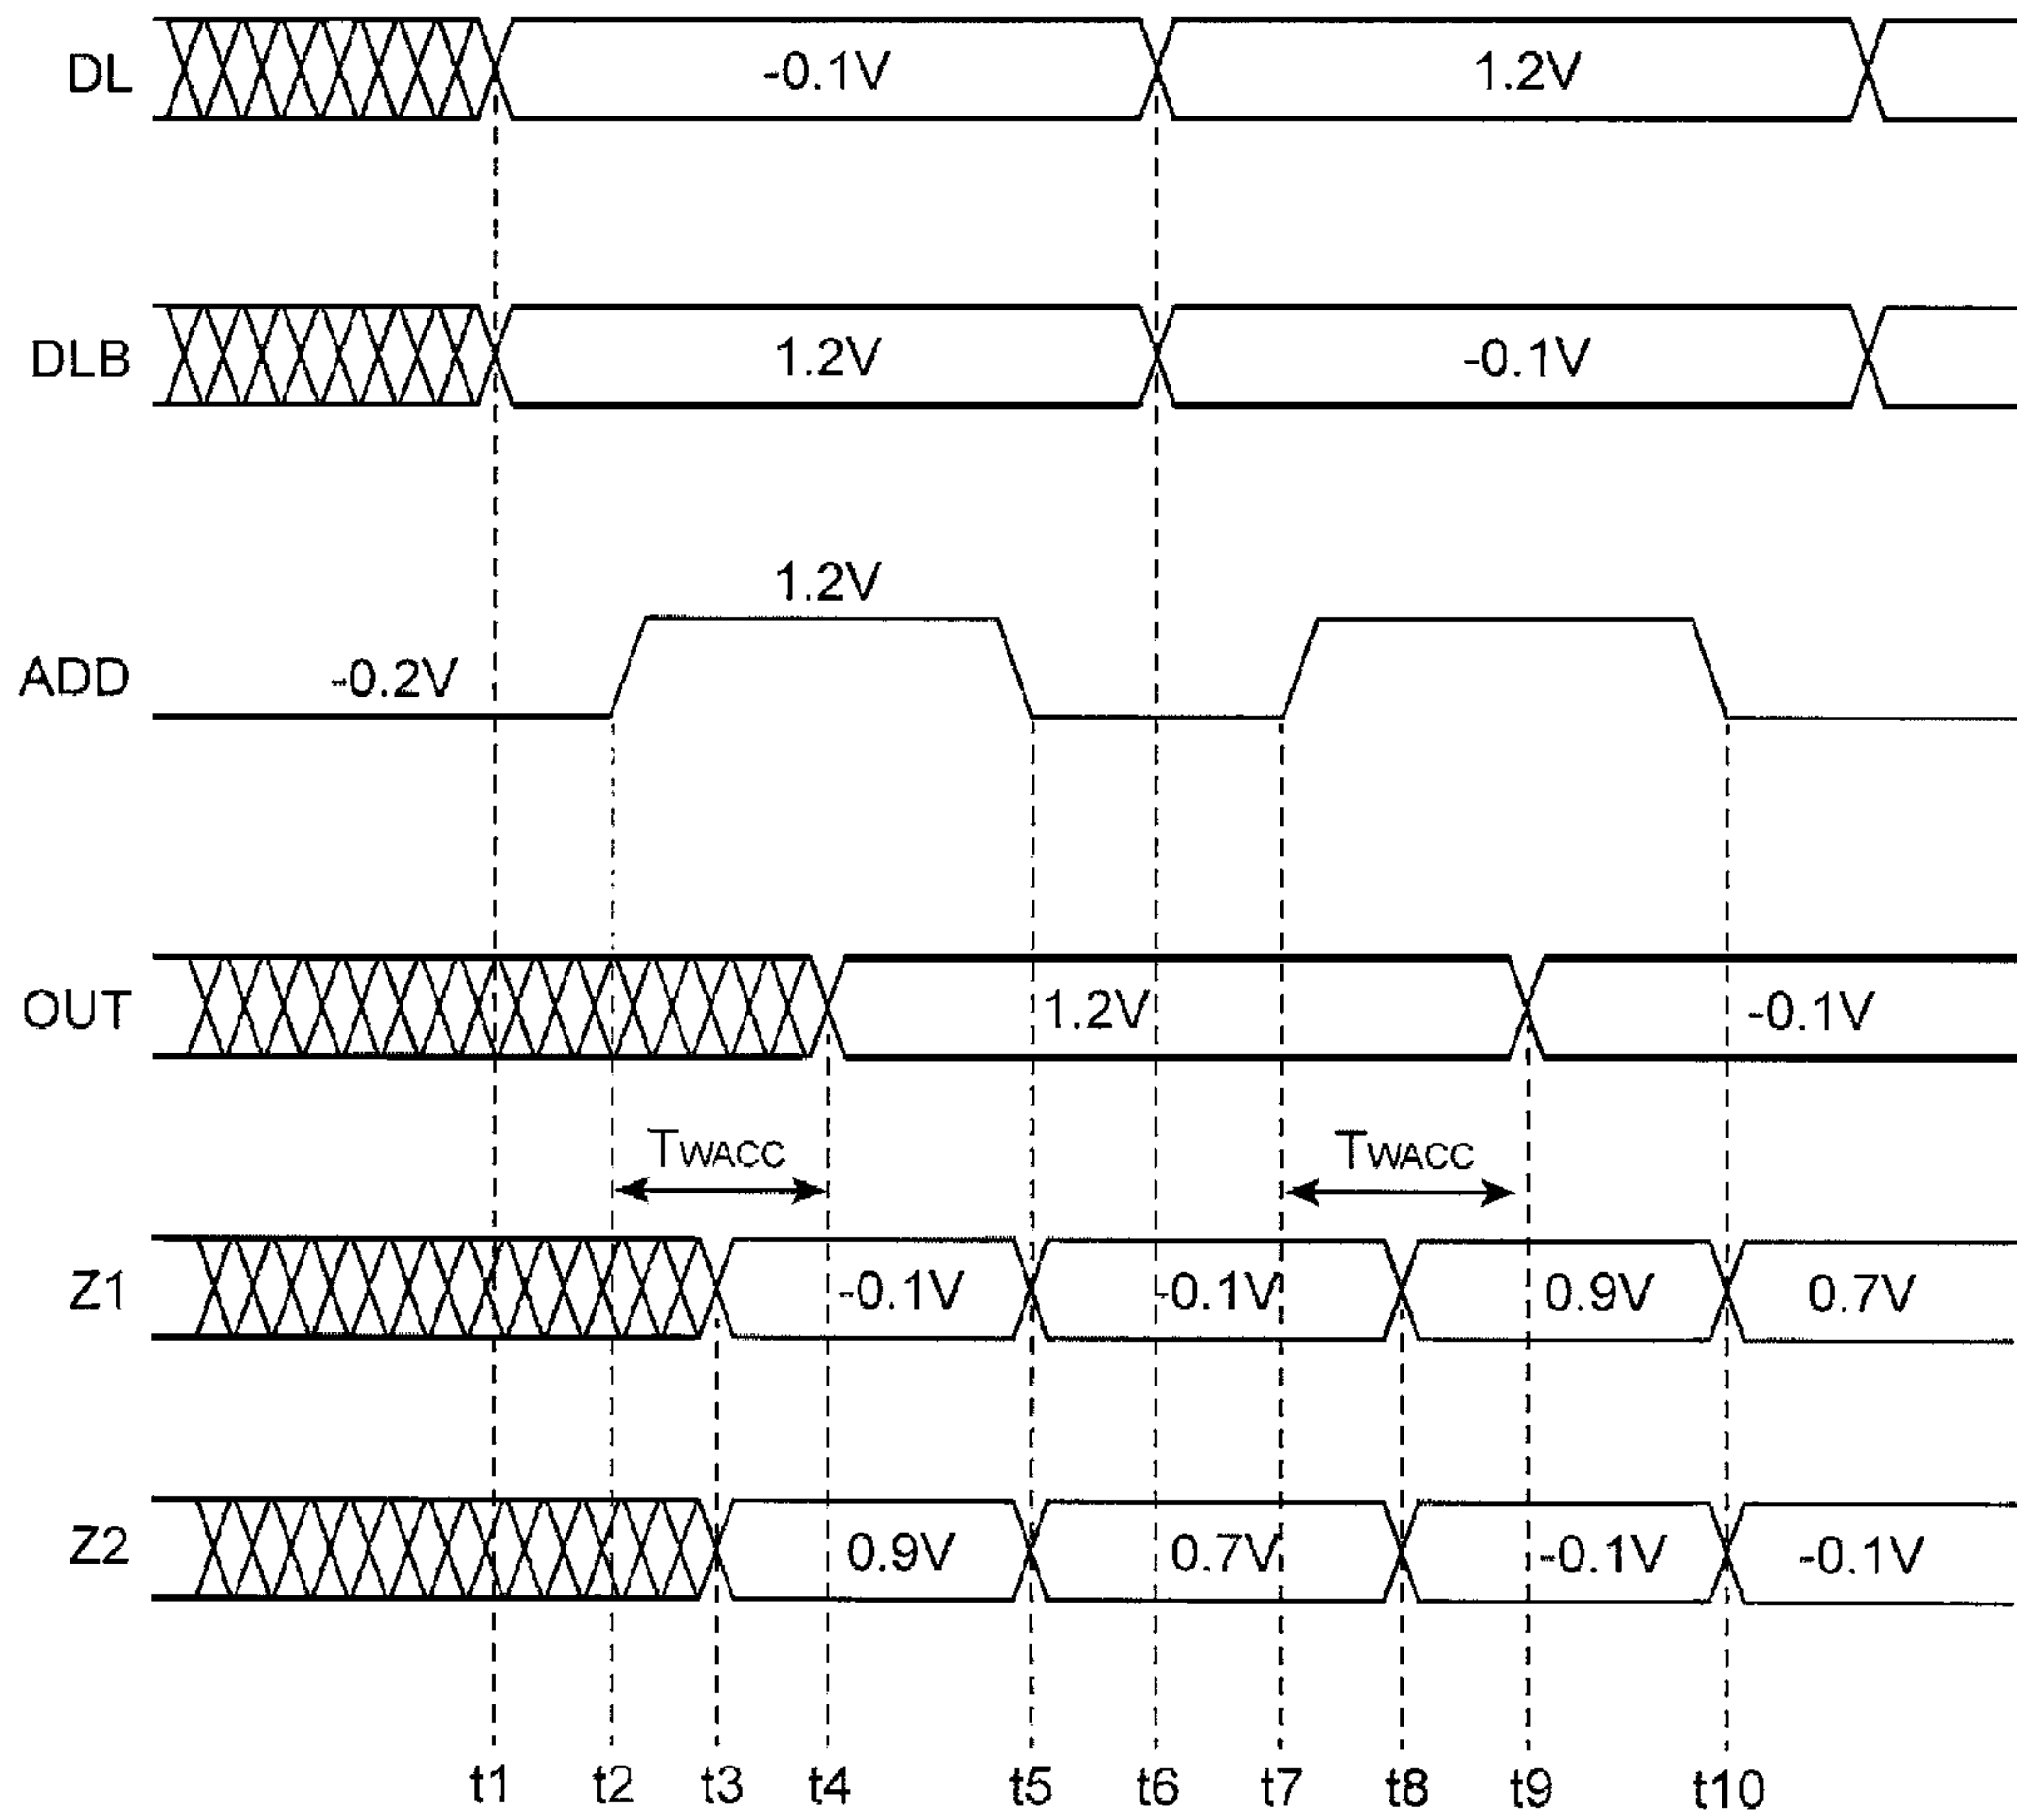 DL -0.1V 1.2V
DLB 1.2V -0.1V
1.2V
ADD -0.2V
OUT 1.2V -0.1V
TWACC TWACC
Z1 -0.1V -0.1V 0.9V 0.7V
Z2 0.9V 0.7V -0.1V -0.1V
t1 t2 t3 t4 t5 t6 t7 t8 t9 t10